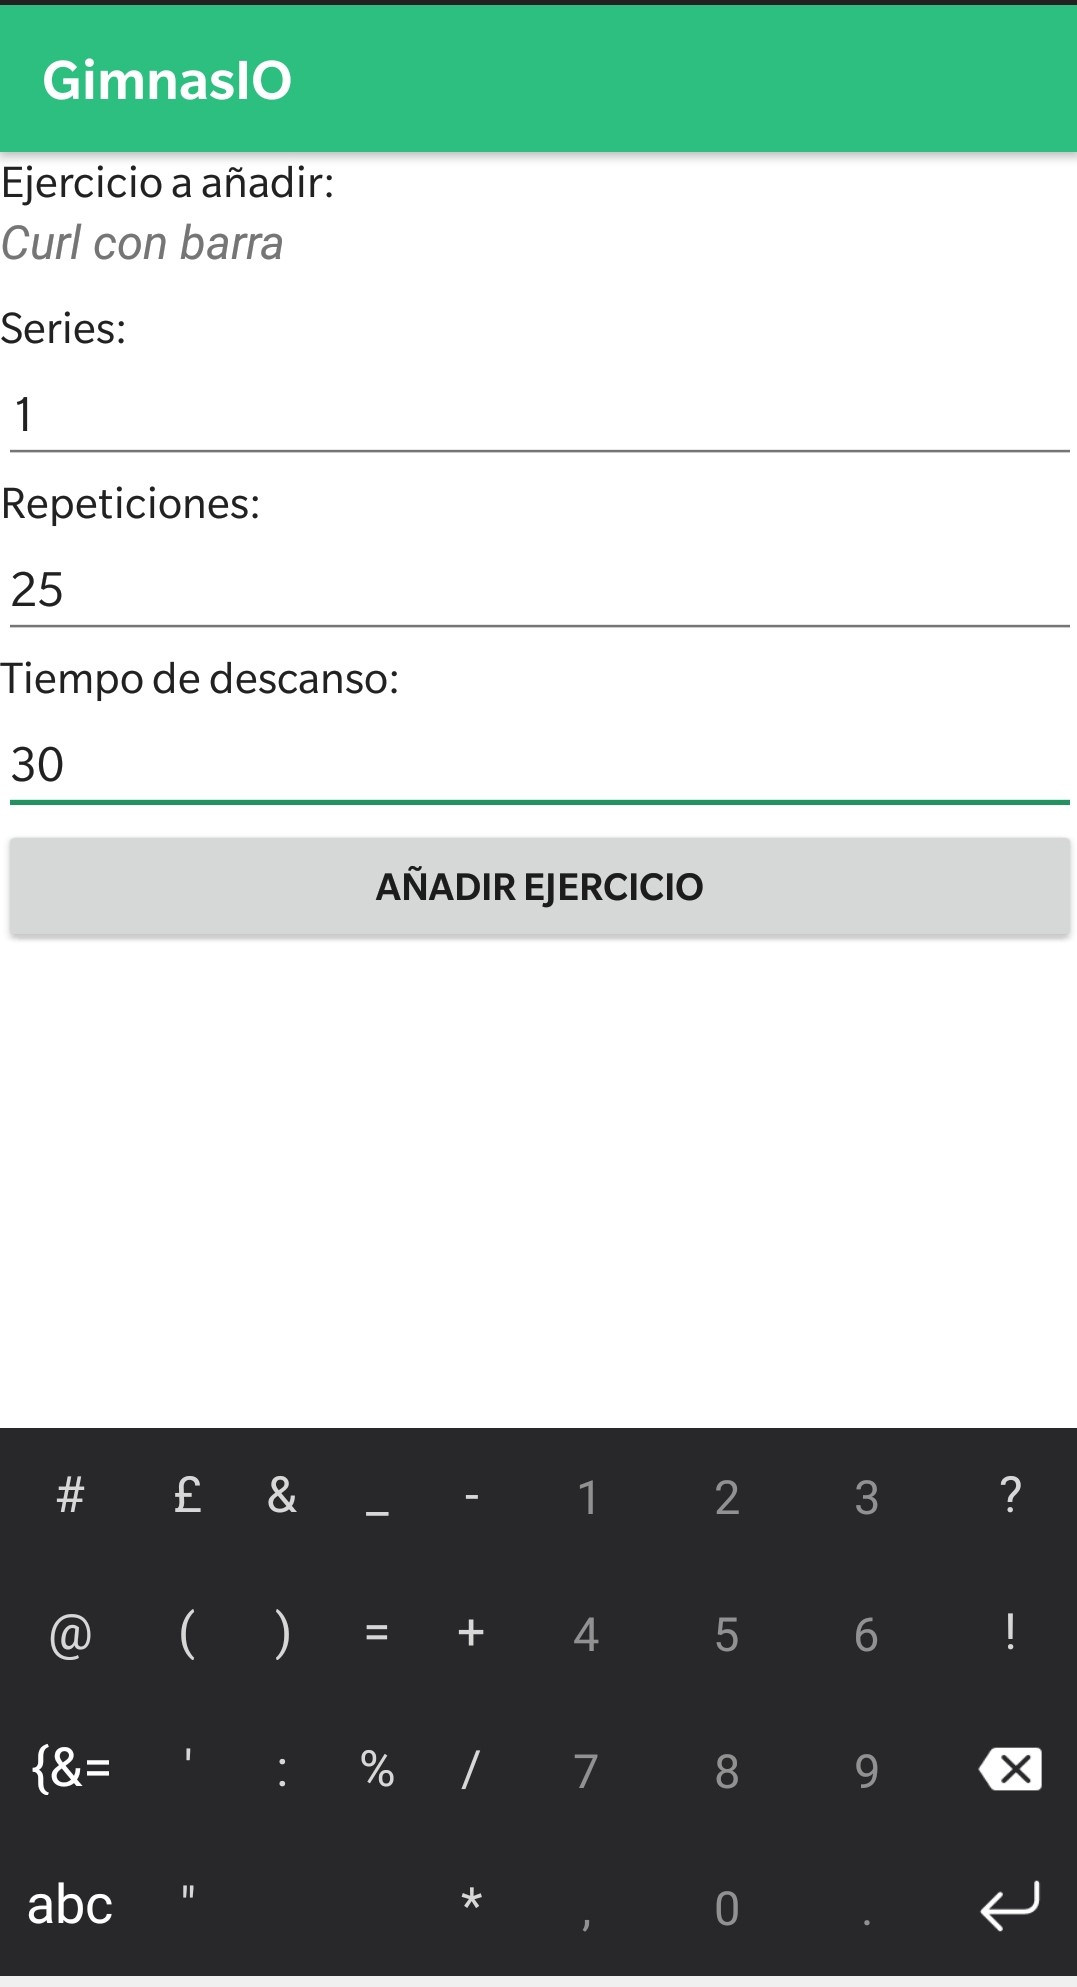 GimnasIO
Ejercicio a añadir:
Curl con barra
Series:
1
Repeticiones:
25
Tiempo de descanso:
30
AÑADIR EJERCICIO
# £ & _ - 1 2 3 ?
@ ( ) = + 4 5 6 !
{&= ' : % / 7 8 9
abc " * , 0 .